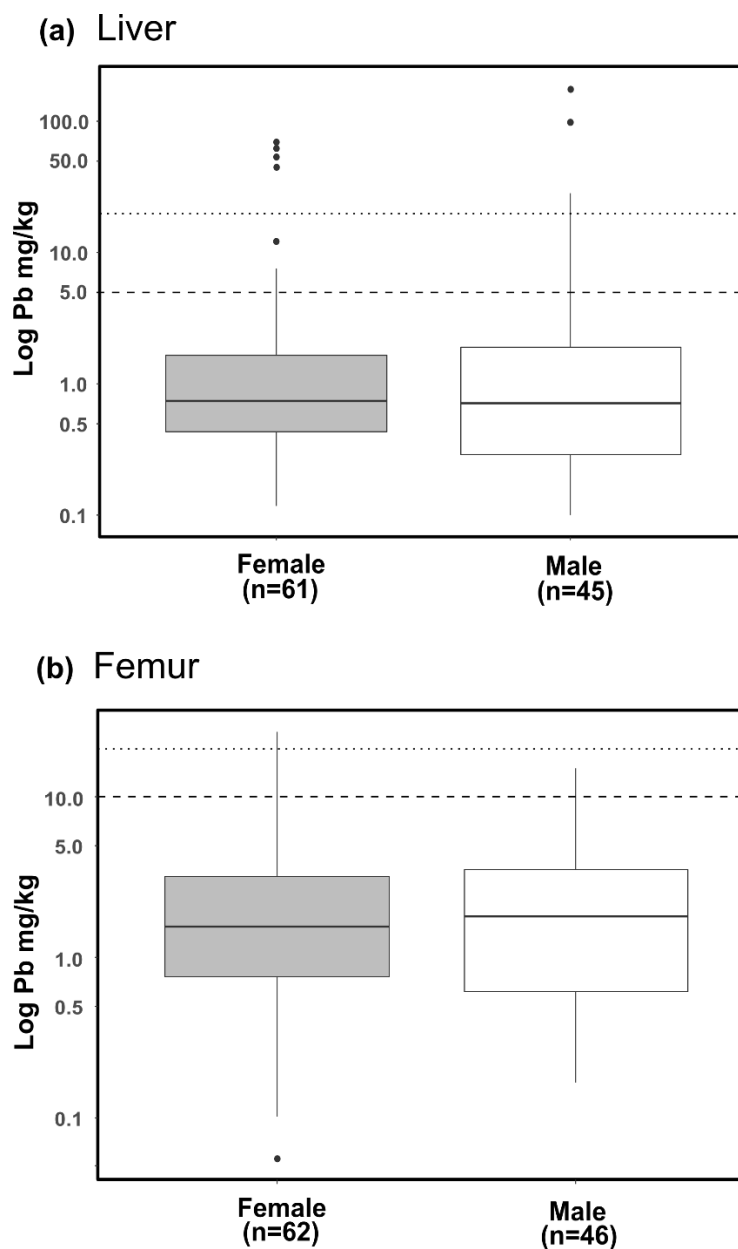 (a) Liver
Log Pb mg/kg
100.0
50.0
10.0
5.0
1.0
0.5
0.1
Female
(n=61)
Male
(n=45)
(b) Femur
Log Pb mg/kg
10.0
5.0
1.0
0.5
0.1
Female
(n=62)
Male
(n=46)